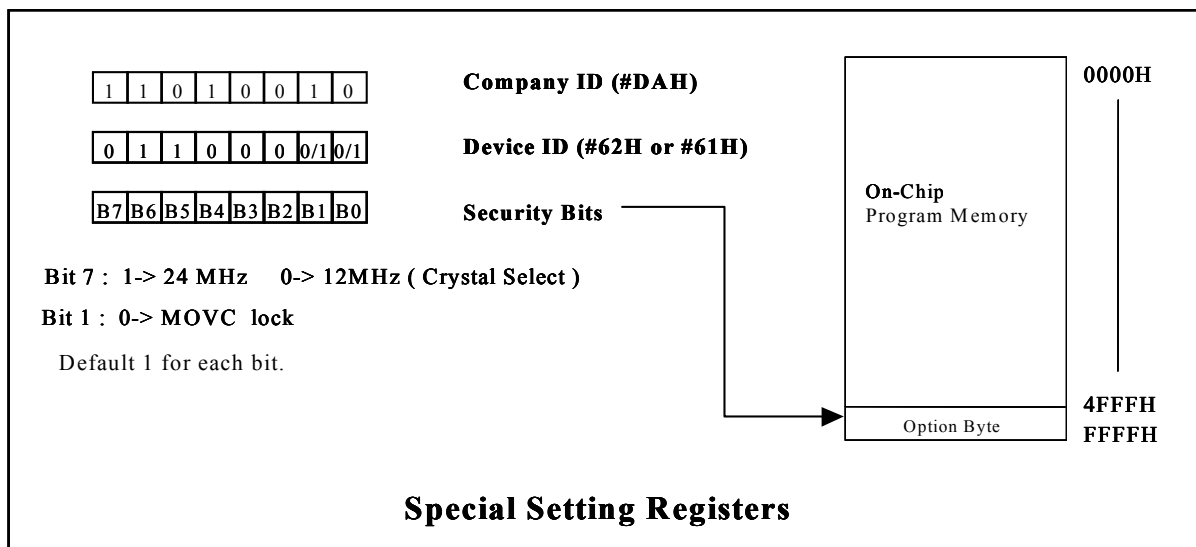 1 1 0 1 0 0 1 0 Company ID (#DAH)
0 1 1 0 0 0 0/1 0/1 Device ID (#62H or #61H)
B7 B6 B5 B4 B3 B2 B1 B0 Security Bits
Bit 7 : 1-> 24 MHz 0-> 12MHz ( Crystal Select )
Bit 1 : 0-> MOVC lock
Default 1 for each bit.
0000H
On-Chip
Program Memory
4FFFH
Option Byte
FFFFH
Special Setting Registers